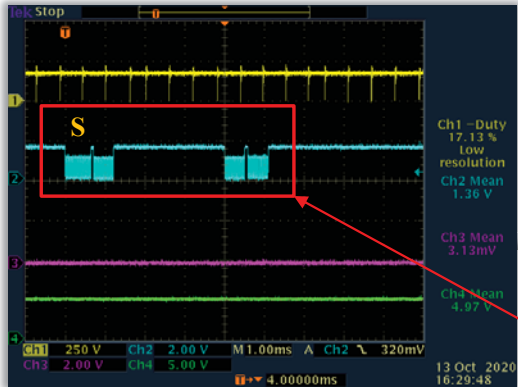 Tek Stop
T
T
S
1
2
3
4
Ch1 −Duty
17.13 %
Low
resolution
Ch2 Mean
1.36 V
Ch3 Mean
3.13mV
Ch4 Mean
4.97 V
Ch1 250 V Ch2 2.00 V M 1.00ms A Ch2 320mV
Ch3 2.00 V Ch4 5.00 V
T 4.00000ms
13 Oct 2020
16:29:48